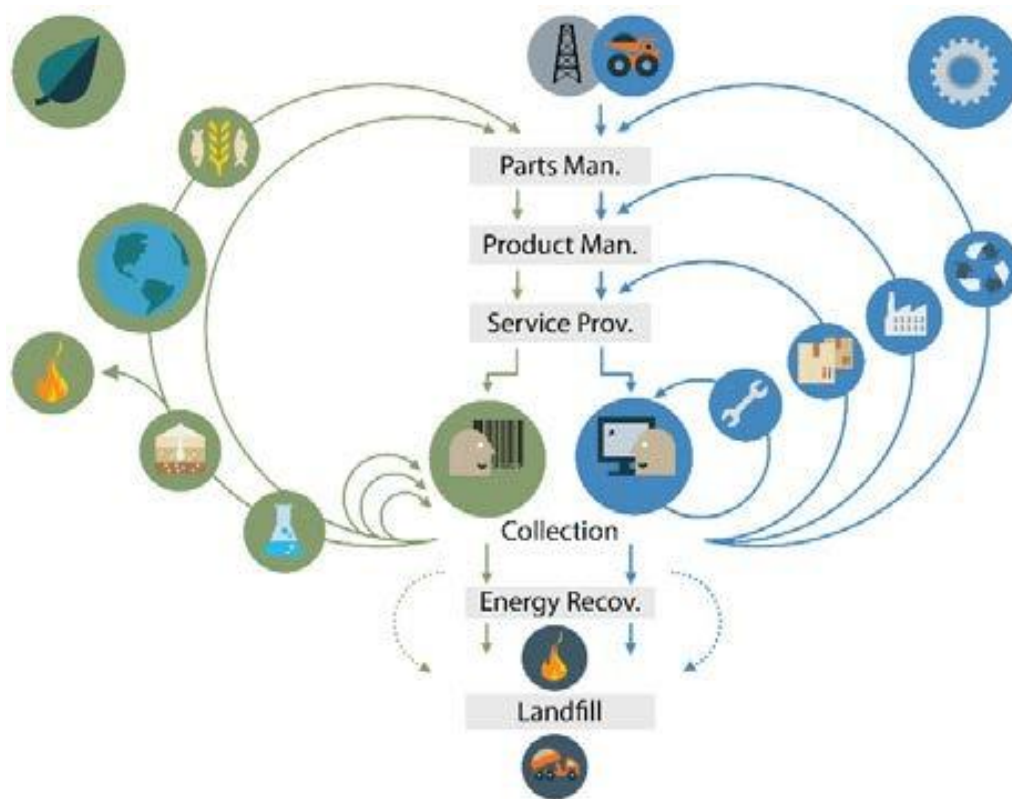 Parts Man.
Product Man.
Service Prov.
Collection
Energy Recov.
Landfill